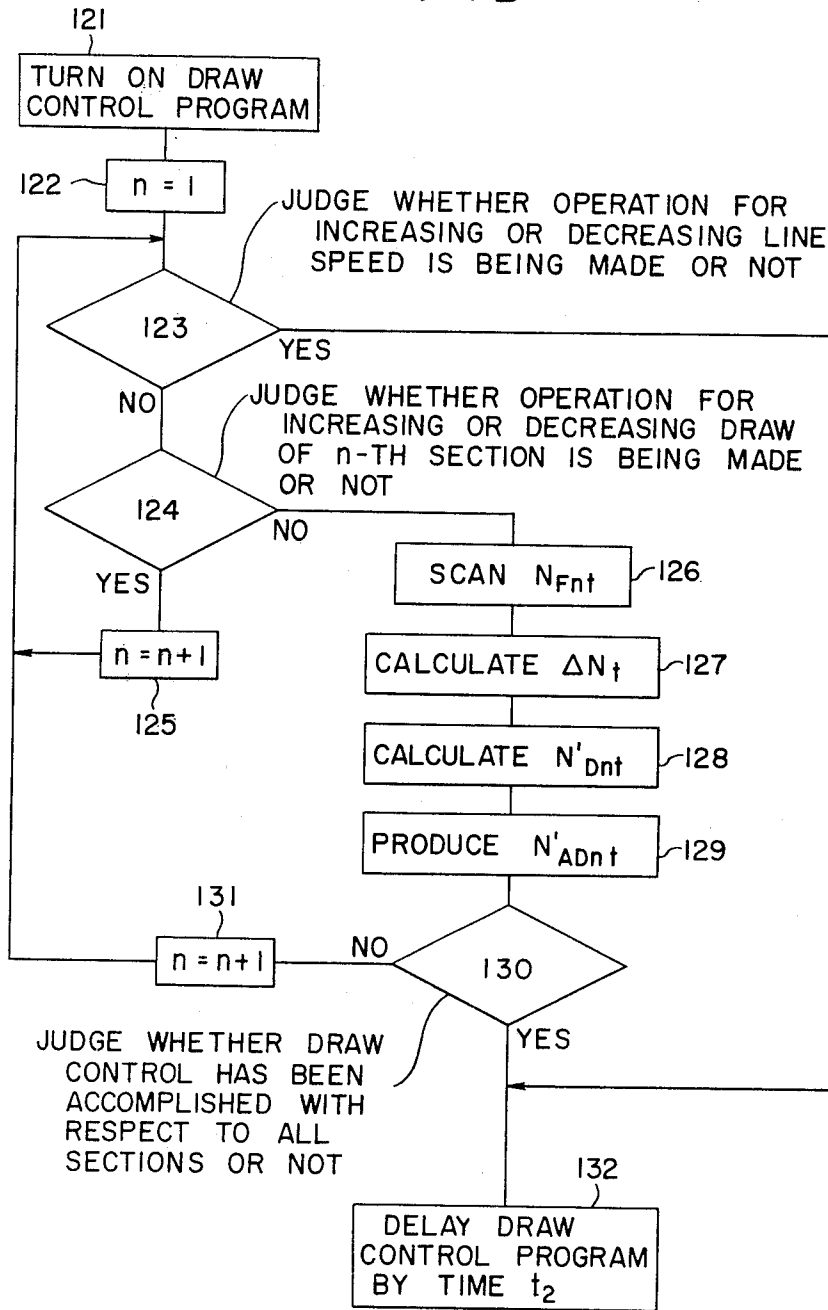 121
TURN ON DRAW
CONTROL PROGRAM
122
n = 1
JUDGE WHETHER OPERATION FOR
INCREASING OR DECREASING LINE
SPEED IS BEING MADE OR NOT
123
YES
NO
JUDGE WHETHER OPERATION FOR
INCREASING OR DECREASING DRAW
OF n-TH SECTION IS BEING MADE
OR NOT
124
NO
YES
SCAN N_Fnt
126
n = n+1
125
CALCULATE ΔN_t
127
CALCULATE N'_Dnt
128
PRODUCE N'_ADnt
129
131
n = n+1
NO
130
YES
JUDGE WHETHER DRAW
CONTROL HAS BEEN
ACCOMPLISHED WITH
RESPECT TO ALL
SECTIONS OR NOT
132
DELAY DRAW
CONTROL PROGRAM
BY TIME t_2